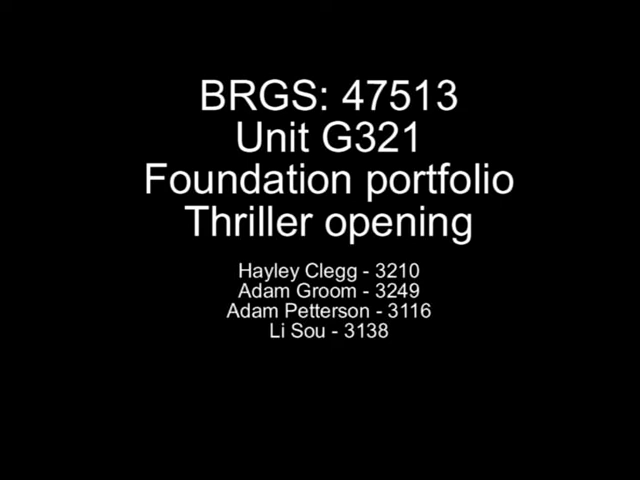 BRGS: 47513
Unit G321
Foundation portfolio
Thriller opening
Hayley Clegg - 3210
Adam Groom - 3249
Adam Petterson - 3116
Li Sou - 3138